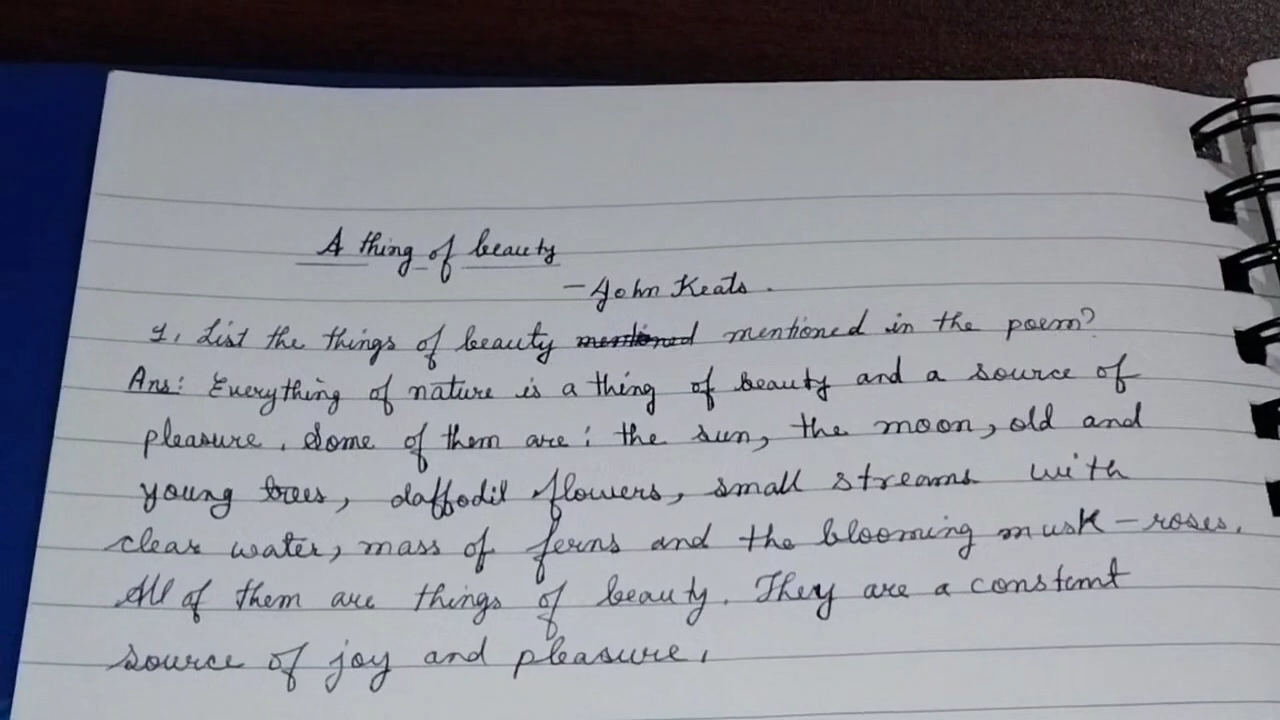 A thing of beauty
- John Keats.
1. List the things of beauty mentioned mentioned in the poem?
Ans: Everything of nature is a thing of beauty and a source of
pleasure. Some of them are: the sun, the moon, old and
young trees, daffodil flowers, small streams with
clear water, mass of ferns and the blooming musk-roses.
All of them are things of beauty. They are a constant
source of joy and pleasure.